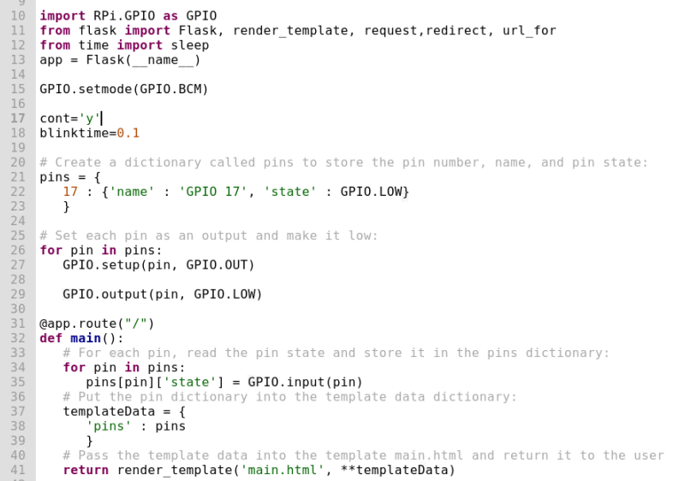 10 import RPi.GPIO as GPIO
11 from flask import Flask, render_template, request,redirect, url_for
12 from time import sleep
13 app = Flask(__name__)
14
15 GPIO.setmode(GPIO.BCM)
16
17 cont='y'
18 blinktime=0.1
19
20 # Create a dictionary called pins to store the pin number, name, and pin state:
21 pins = {
22    17 : {'name' : 'GPIO 17', 'state' : GPIO.LOW}
23    }
24
25 # Set each pin as an output and make it low:
26 for pin in pins:
27    GPIO.setup(pin, GPIO.OUT)
28
29    GPIO.output(pin, GPIO.LOW)
30
31 @app.route("/")
32 def main():
33    # For each pin, read the pin state and store it in the pins dictionary:
34    for pin in pins:
35       pins[pin]['state'] = GPIO.input(pin)
36    # Put the pin dictionary into the template data dictionary:
37    templateData = {
38       'pins' : pins
39       }
40    # Pass the template data into the template main.html and return it to the user
41    return render_template('main.html', **templateData)